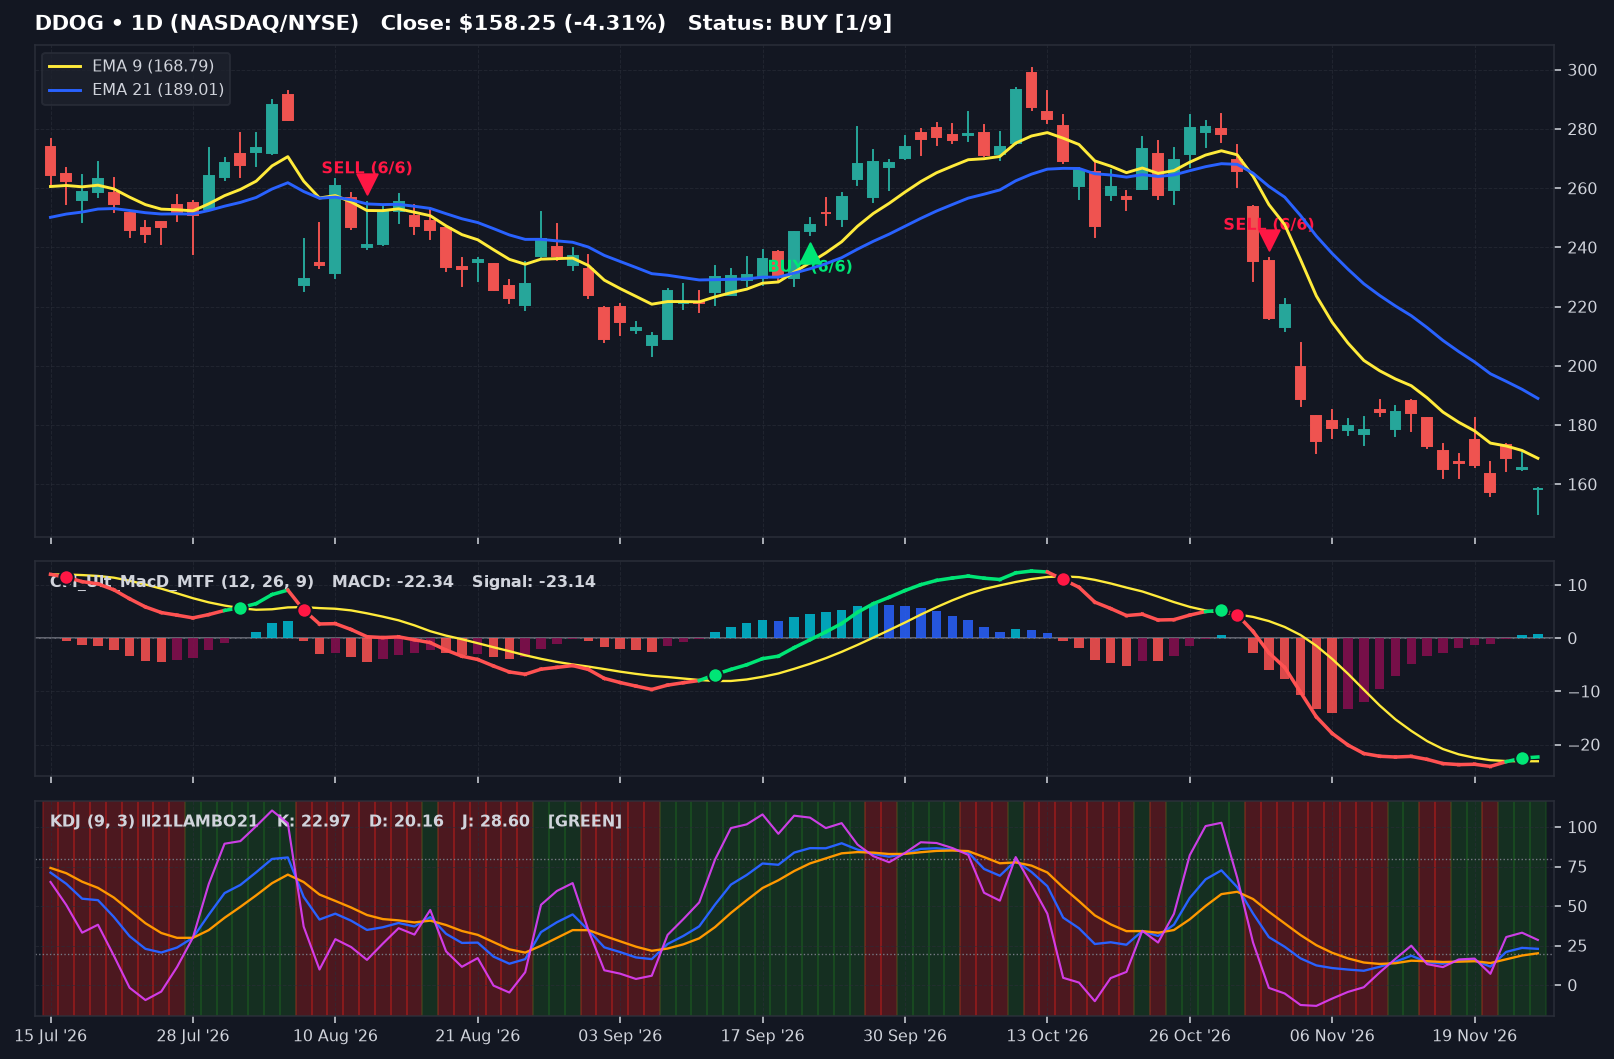 DDOG • 1D (NASDAQ/NYSE)   Close: $158.25 (-4.31%)   Status: BUY [1/9]
EMA 9 (168.79)
EMA 21 (189.01)
SELL (6/6)
BUY (6/6)
SELL (6/6)
300
280
260
240
220
200
180
160
CM_Ult_MacD_MTF (12, 26, 9)   MACD: -22.34   Signal: -23.14
10
0
−10
−20
KDJ (9, 3) II21LAMBO21   K: 22.97   D: 20.16   J: 28.60   [GREEN]
100
75
50
25
0
15 Jul '26
28 Jul '26
10 Aug '26
21 Aug '26
03 Sep '26
17 Sep '26
30 Sep '26
13 Oct '26
26 Oct '26
06 Nov '26
19 Nov '26